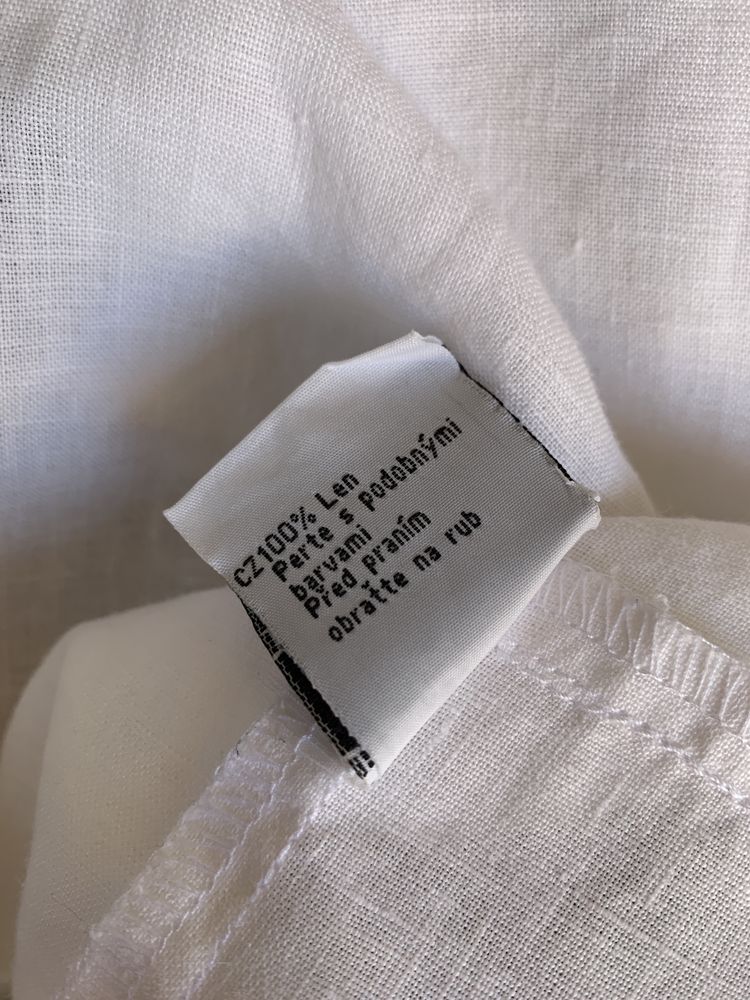 CZ100% Len
Perte s podobnými
barvami
Před praním
obraťte na rub